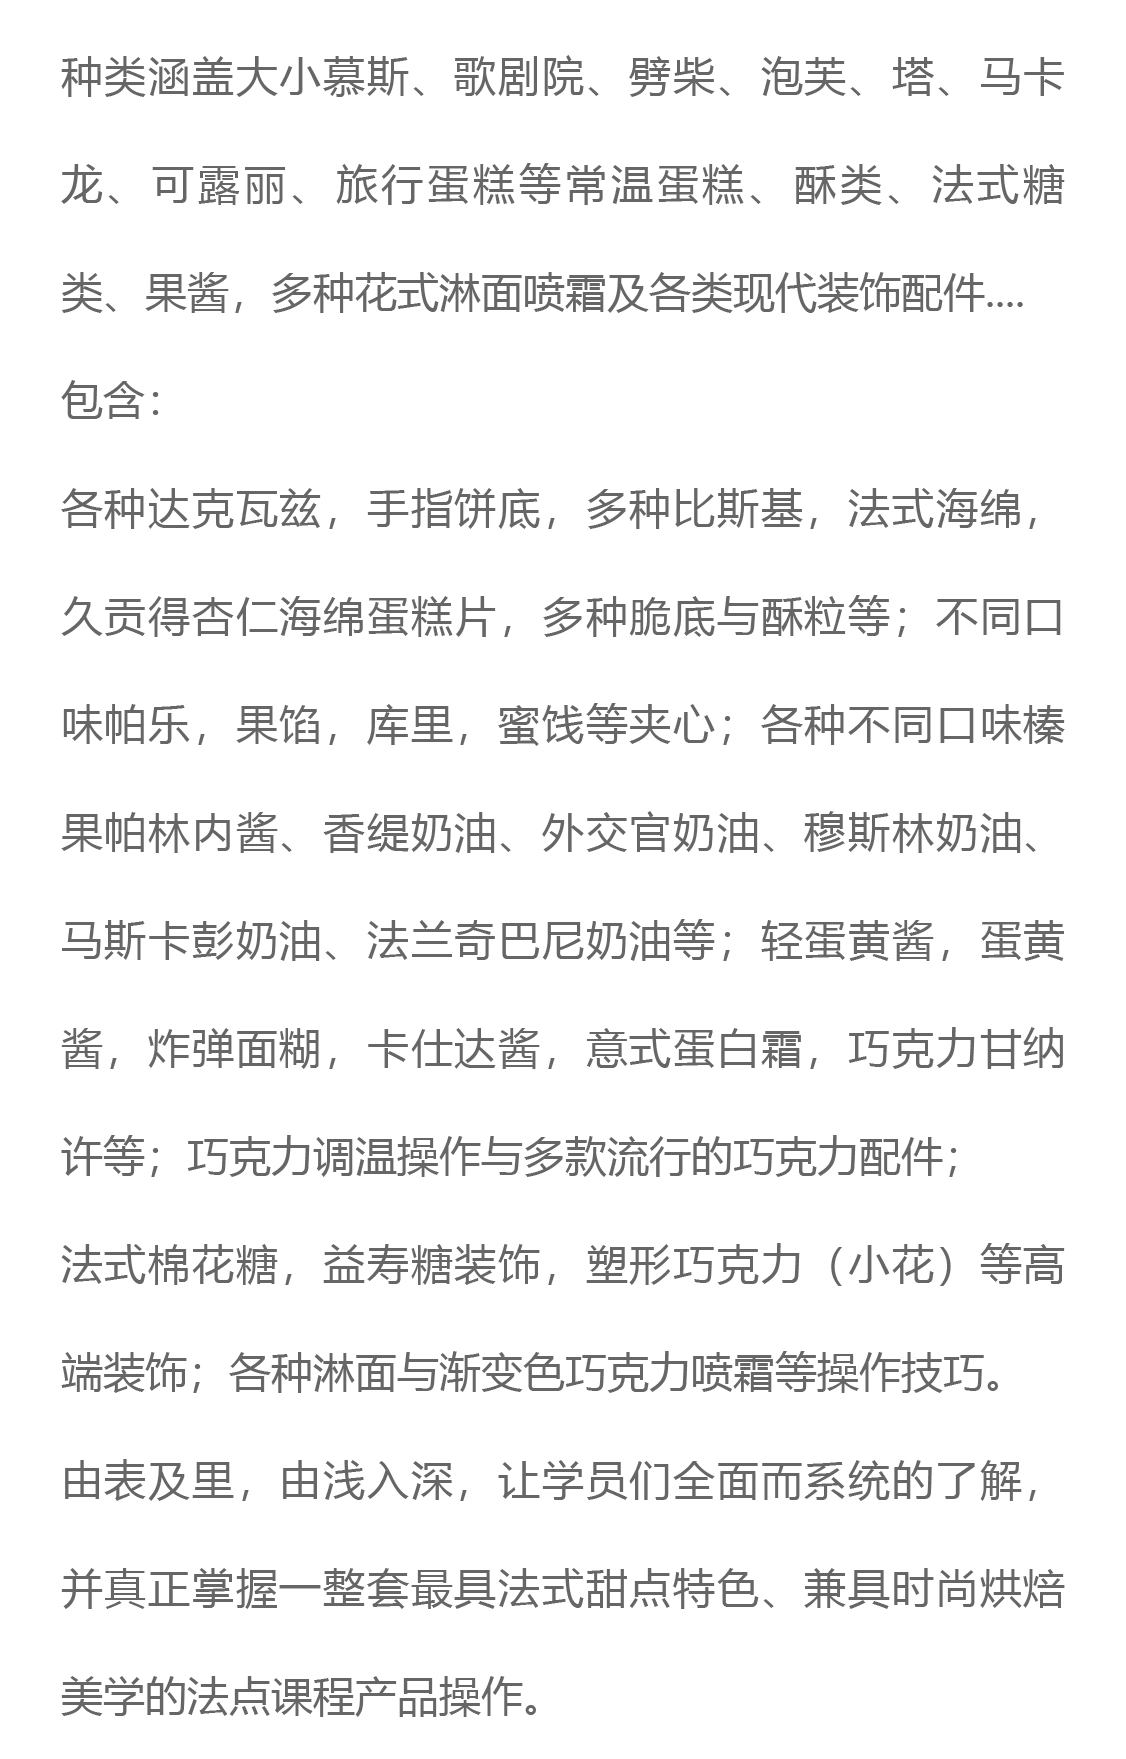 种类涵盖大小慕斯、歌剧院、劈柴、泡芙、塔、马卡
龙、可露丽、旅行蛋糕等常温蛋糕、酥类、法式糖
类、果酱，多种花式淋面喷霜及各类现代装饰配件....
包含：
各种达克瓦兹，手指饼底，多种比斯基，法式海绵，
久贡得杏仁海绵蛋糕片，多种脆底与酥粒等；不同口
味帕乐，果馅，库里，蜜饯等夹心；各种不同口味榛
果帕林内酱、香缇奶油、外交官奶油、穆斯林奶油、
马斯卡彭奶油、法兰奇巴尼奶油等；轻蛋黄酱，蛋黄
酱，炸弹面糊，卡仕达酱，意式蛋白霜，巧克力甘纳
许等；巧克力调温操作与多款流行的巧克力配件；
法式棉花糖，益寿糖装饰，塑形巧克力（小花）等高
端装饰；各种淋面与渐变色巧克力喷霜等操作技巧。
由表及里，由浅入深，让学员们全面而系统的了解，
并真正掌握一整套最具法式甜点特色、兼具时尚烘焙
美学的法点课程产品操作。